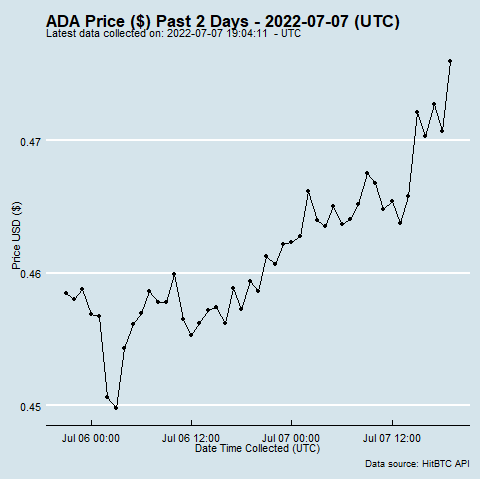 ADA Price ($) Past 2 Days - 2022-07-07 (UTC)
Latest data collected on: 2022-07-07 19:04:11  - UTC
0.47
0.46
0.45
Price USD ($)
Jul 06 00:00 Jul 06 12:00 Jul 07 00:00 Jul 07 12:00
Date Time Collected (UTC)
Data source: HitBTC API